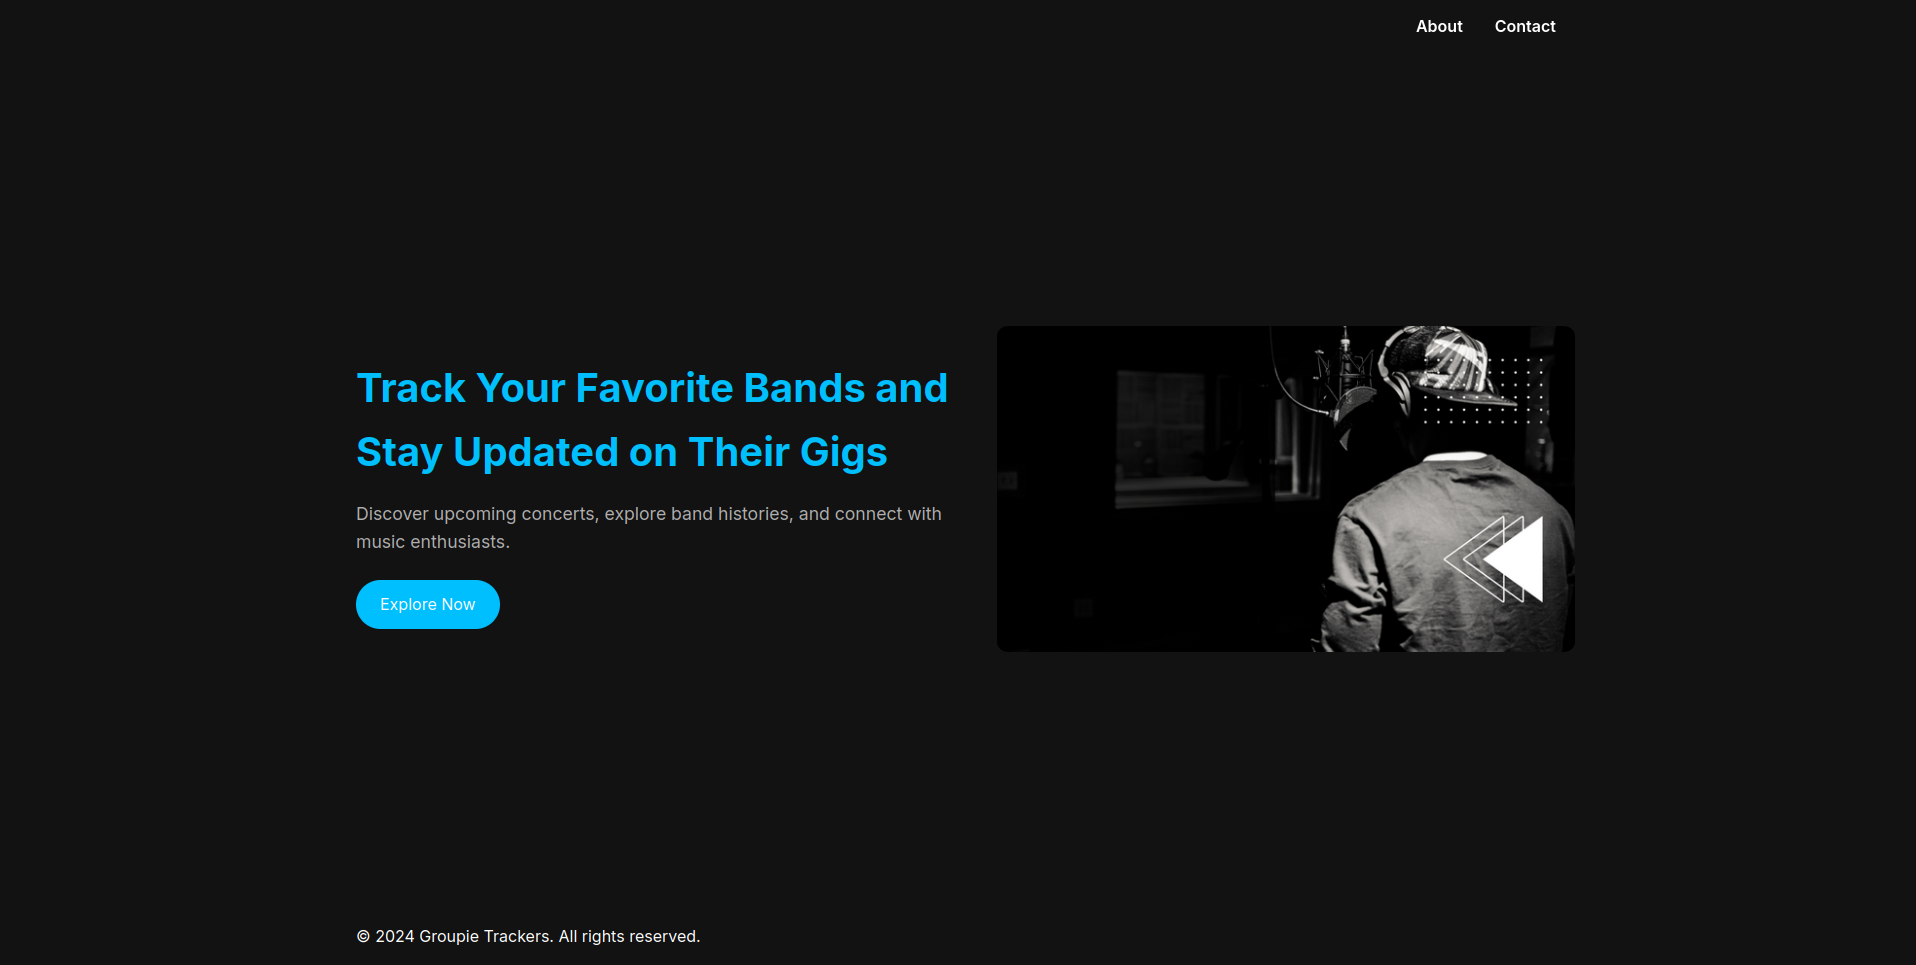 About
Contact
Track Your Favorite Bands and
Stay Updated on Their Gigs
Discover upcoming concerts, explore band histories, and connect with
music enthusiasts.
Explore Now
© 2024 Groupie Trackers. All rights reserved.